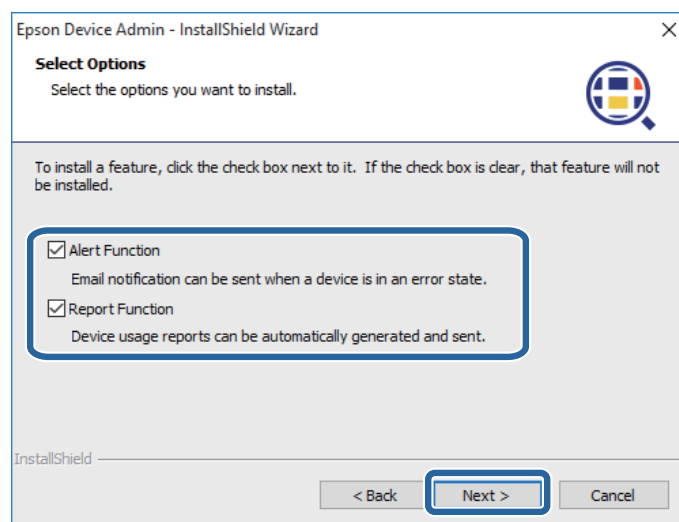 Epson Device Admin - InstallShield Wizard
Select Options
Select the options you want to install.
To install a feature, click the check box next to it.  If the check box is clear, that feature will not
be installed.
Alert Function
Email notification can be sent when a device is in an error state.
Report Function
Device usage reports can be automatically generated and sent.
InstallShield
< Back
Next >
Cancel